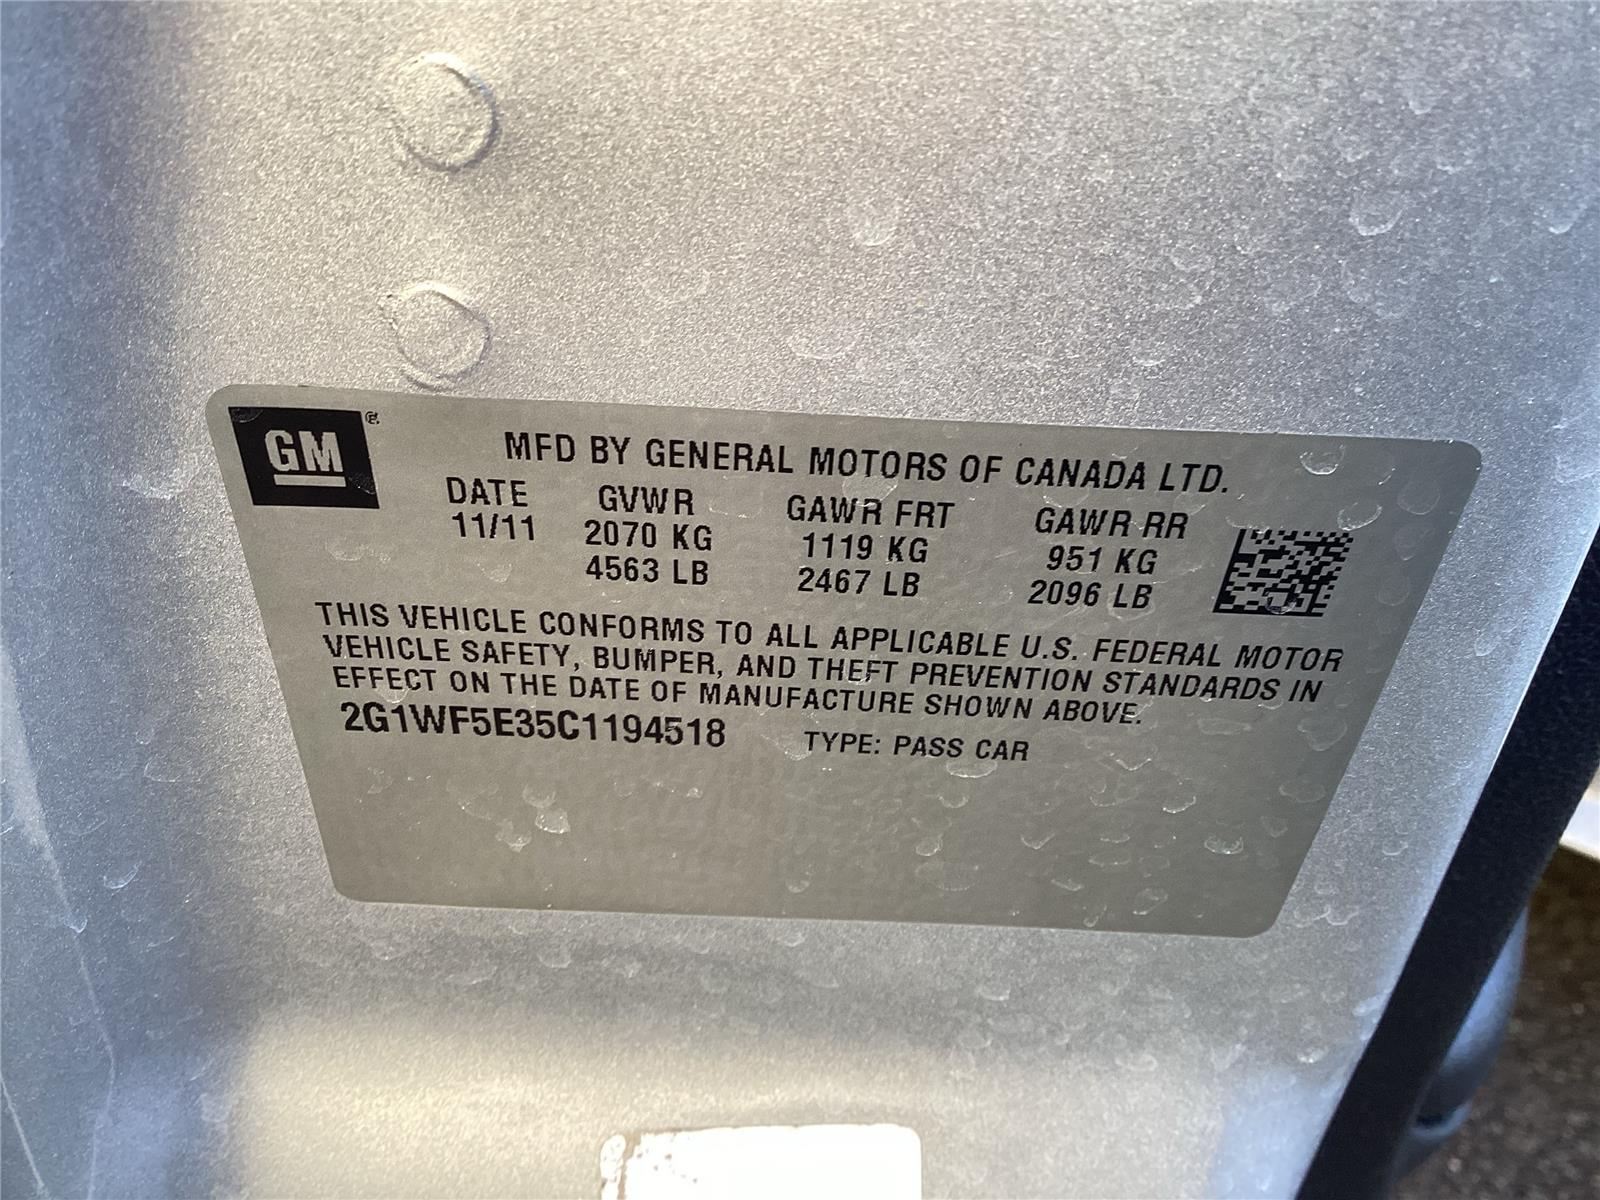 GM
MFD BY GENERAL MOTORS OF CANADA LTD.
DATE GVWR GAWR FRT GAWR RR
11/11 2070 KG 1119 KG 951 KG
4563 LB 2467 LB 2096 LB
THIS VEHICLE CONFORMS TO ALL APPLICABLE U.S. FEDERAL MOTOR
VEHICLE SAFETY, BUMPER, AND THEFT PREVENTION STANDARDS IN
EFFECT ON THE DATE OF MANUFACTURE SHOWN ABOVE.
2G1WF5E35C1194518 TYPE: PASS CAR